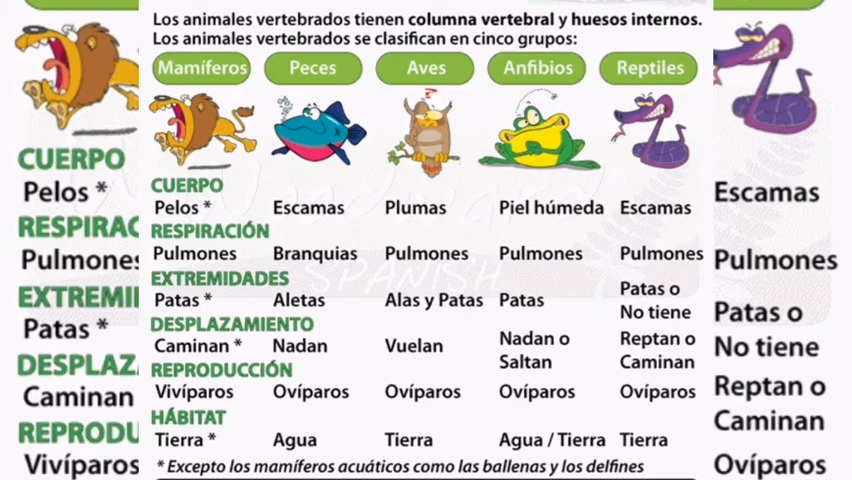 Los animales vertebrados tienen columna vertebral y huesos internos.
Los animales vertebrados se clasifican en cinco grupos:
Mamíferos Peces Aves Anfibios Reptiles
?
CUERPO
Pelos * Escamas Plumas Piel húmeda Escamas
RESPIRACIÓN
Pulmones Branquias Pulmones Pulmones Pulmones
EXTREMIDADES
Patas * Aletas Alas y Patas Patas Patas o
No tiene
DESPLAZAMIENTO
Caminan * Nadan Vuelan Nadan o Reptan o
Saltan Caminan
REPRODUCCIÓN
Vivíparos Ovíparos Ovíparos Ovíparos Ovíparos
HÁBITAT
Tierra * Agua Tierra Agua / Tierra Tierra
* Excepto los mamíferos acuáticos como las ballenas y los delfines
SPANISH
CUERPO
Pelos *
RESPIRAC
Pulmones
EXTREMI
Patas *
DESPLAZ
Caminan
REPRODU
Vivíparos
Escamas
Pulmones
Patas o
No tiene
Reptan o
Caminan
Ovíparos